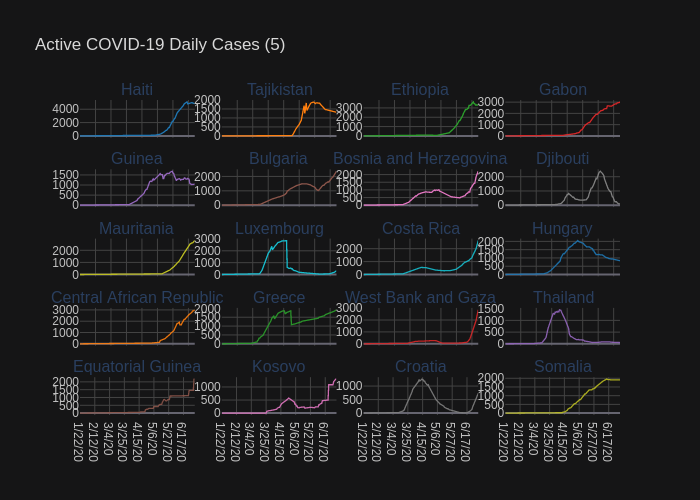 Active COVID-19 Daily Cases (5)
Haiti Tajikistan Ethiopia Gabon
4000 2000 0
2000 1500 1000 500 0
3000 2000 1000 0
3000 2000 1000 0
Guinea Bulgaria Bosnia and Herzegovina Djibouti
1500 1000 500 0
2000 1000 0
2000 1500 1000 500 0
2000 1000 0
Mauritania Luxembourg Costa Rica Hungary
2000 1000 0
3000 2000 1000 0
2000 1000 0
2000 1500 1000 500 0
Central African Republic Greece West Bank and Gaza Thailand
3000 2000 1000 0
2000 1500 1000 500 0
3000 2000 1000 0
1500 1000 500 0
Equatorial Guinea Kosovo Croatia Somalia
2000 1500 1000 500 0
1000 500 0
1000 500 0
2000 1500 1000 500 0
1/22/20 2/12/20 3/4/20 3/25/20 4/15/20 5/6/20 5/27/20 6/17/20
1/22/20 2/12/20 3/4/20 3/25/20 4/15/20 5/6/20 5/27/20 6/17/20
1/22/20 2/12/20 3/4/20 3/25/20 4/15/20 5/6/20 5/27/20 6/17/20
1/22/20 2/12/20 3/4/20 3/25/20 4/15/20 5/6/20 5/27/20 6/17/20